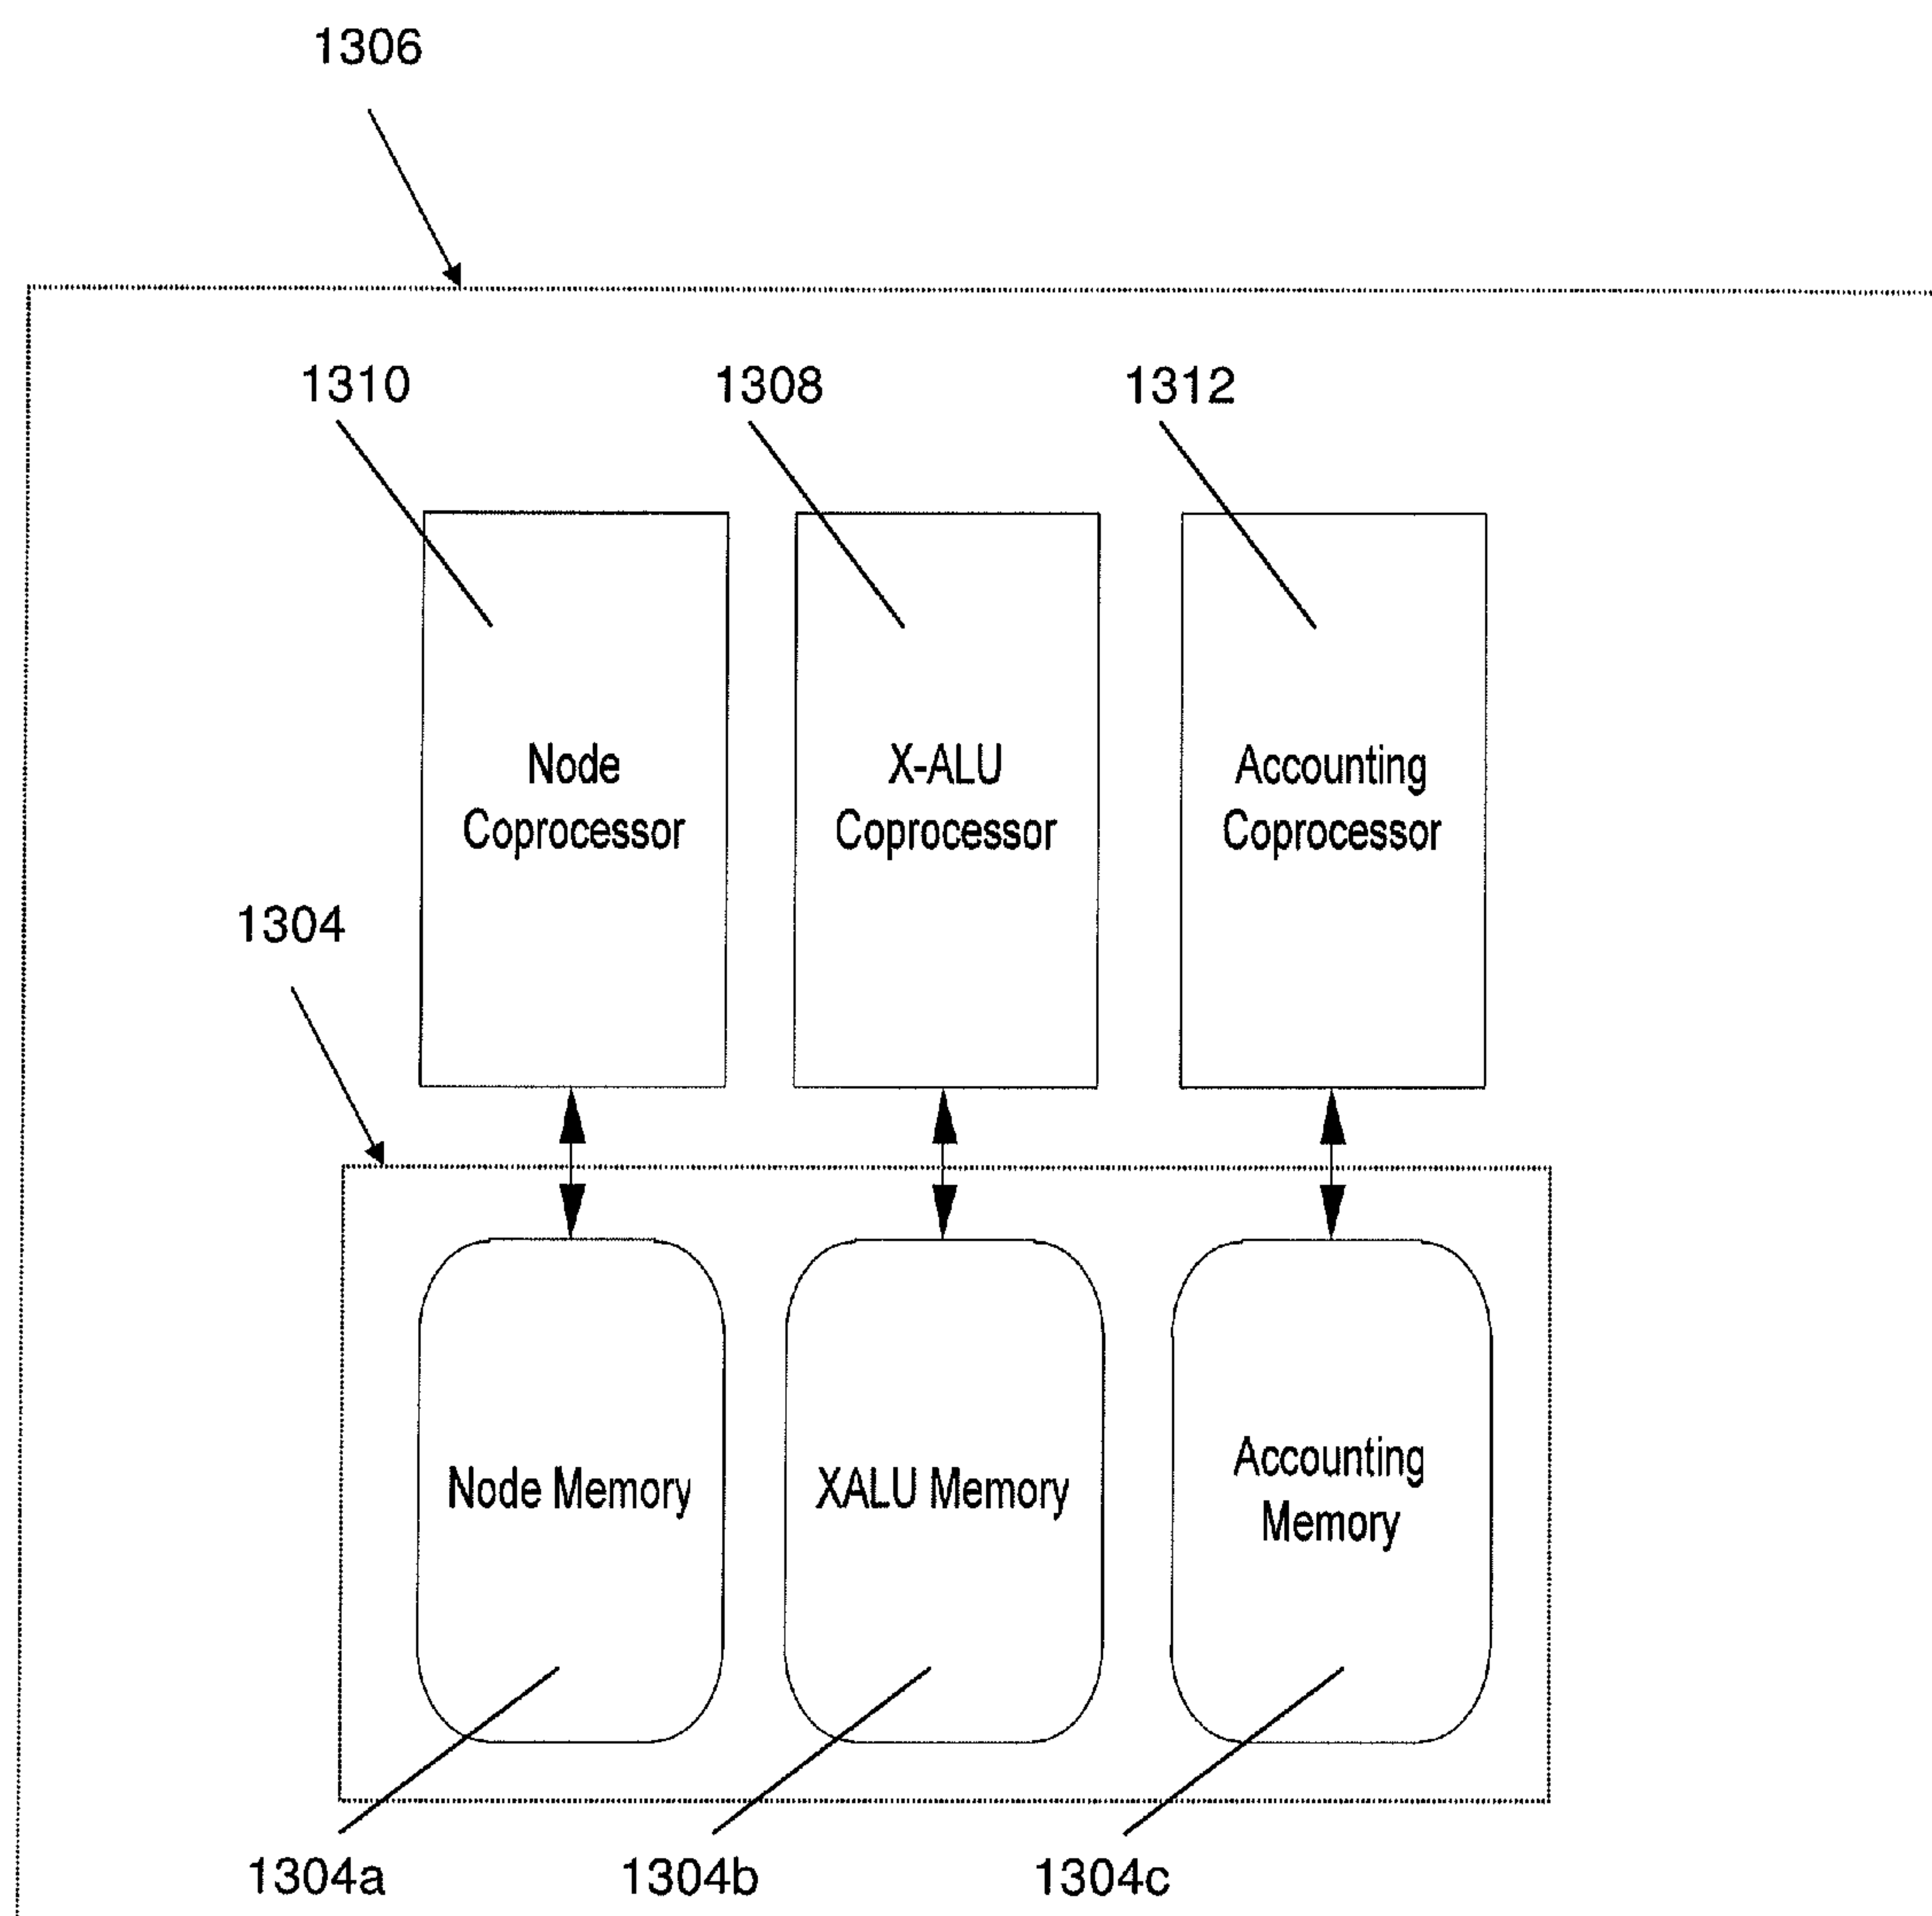 1306
1310
1308
1312
Node
Coprocessor
X-ALU
Coprocessor
Accounting
Coprocessor
1304
Node Memory
XALU Memory
Accounting
Memory
1304a
1304b
1304c